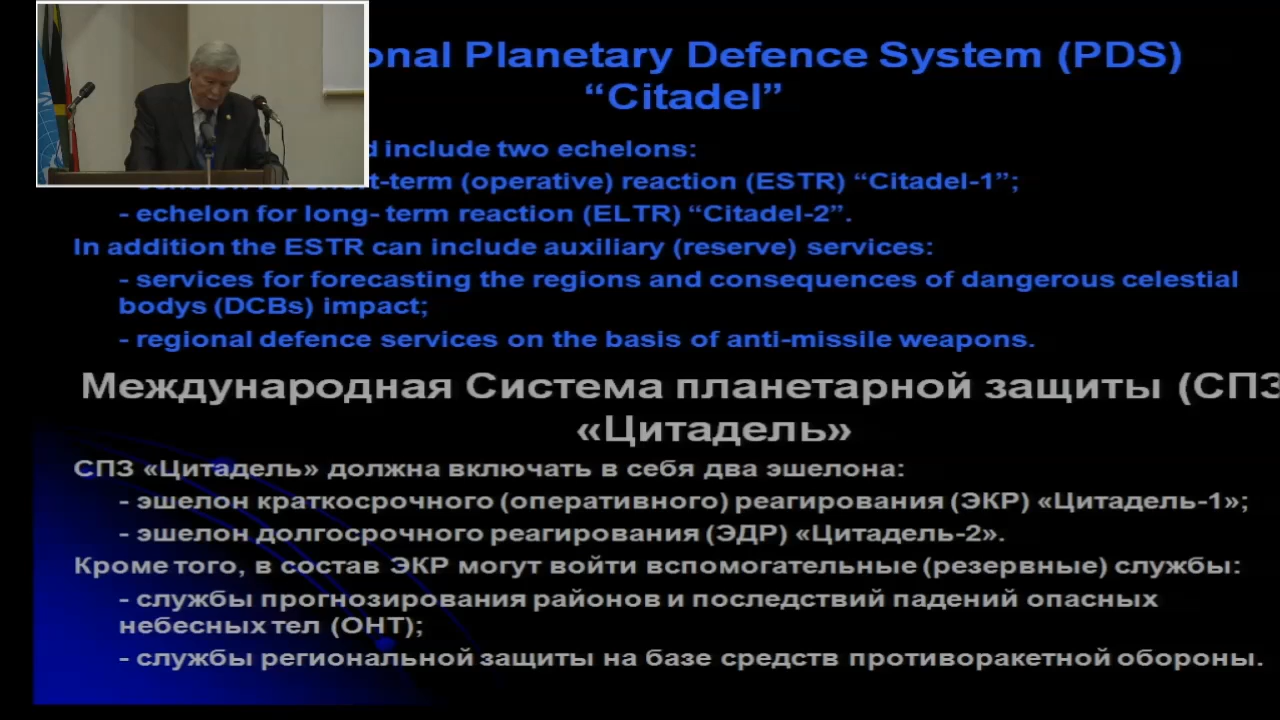 onal Planetary Defence System (PDS)
“Citadel”
include two echelons:
-term (operative) reaction (ESTR) “Citadel-1”;
- echelon for long- term reaction (ELTR) “Citadel-2”.
In addition the ESTR can include auxiliary (reserve) services:
- services for forecasting the regions and consequences of dangerous celestial
bodys (DCBs) impact;
- regional defence services on the basis of anti-missile weapons.
Международная Система планетарной защиты (СПЗ
«Цитадель»
СПЗ «Цитадель» должна включать в себя два эшелона:
- эшелон краткосрочного (оперативного) реагирования (ЭКР) «Цитадель-1»;
- эшелон долгосрочного реагирования (ЭДР) «Цитадель-2».
Кроме того, в состав ЭКР могут войти вспомогательные (резервные) службы:
- службы прогнозирования районов и последствий падений опасных
небесных тел (ОНТ);
- службы региональной защиты на базе средств противоракетной обороны.